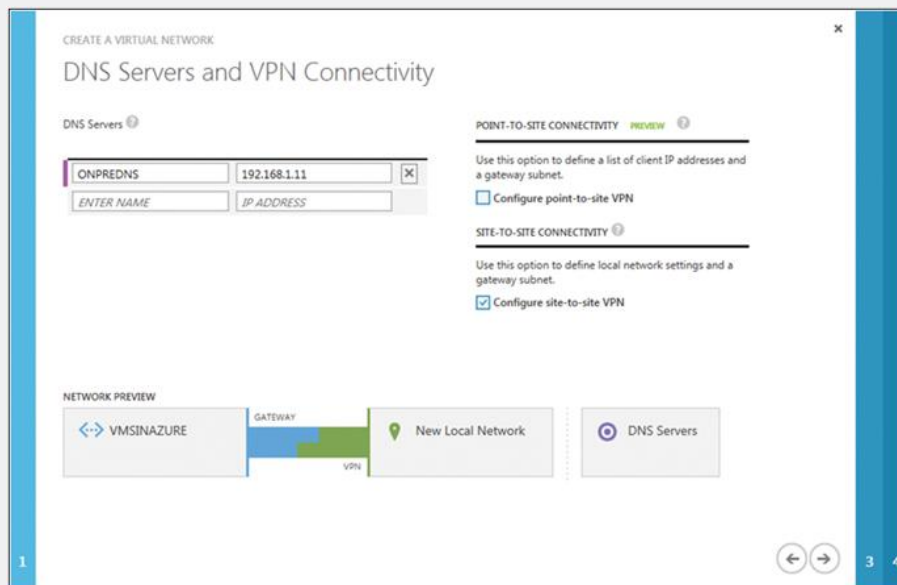 CREATE A VIRTUAL NETWORK
DNS Servers and VPN Connectivity
DNS Servers
ONPREDNS 192.168.1.11
ENTER NAME IP ADDRESS
POINT-TO-SITE CONNECTIVITY PREVIEW
Use this option to define a list of client IP addresses and
a gateway subnet.
Configure point-to-site VPN
SITE-TO-SITE CONNECTIVITY
Use this option to define local network settings and a
gateway subnet.
Configure site-to-site VPN
NETWORK PREVIEW
VMSINAZURE
GATEWAY
VPN
New Local Network
DNS Servers
1
3
4